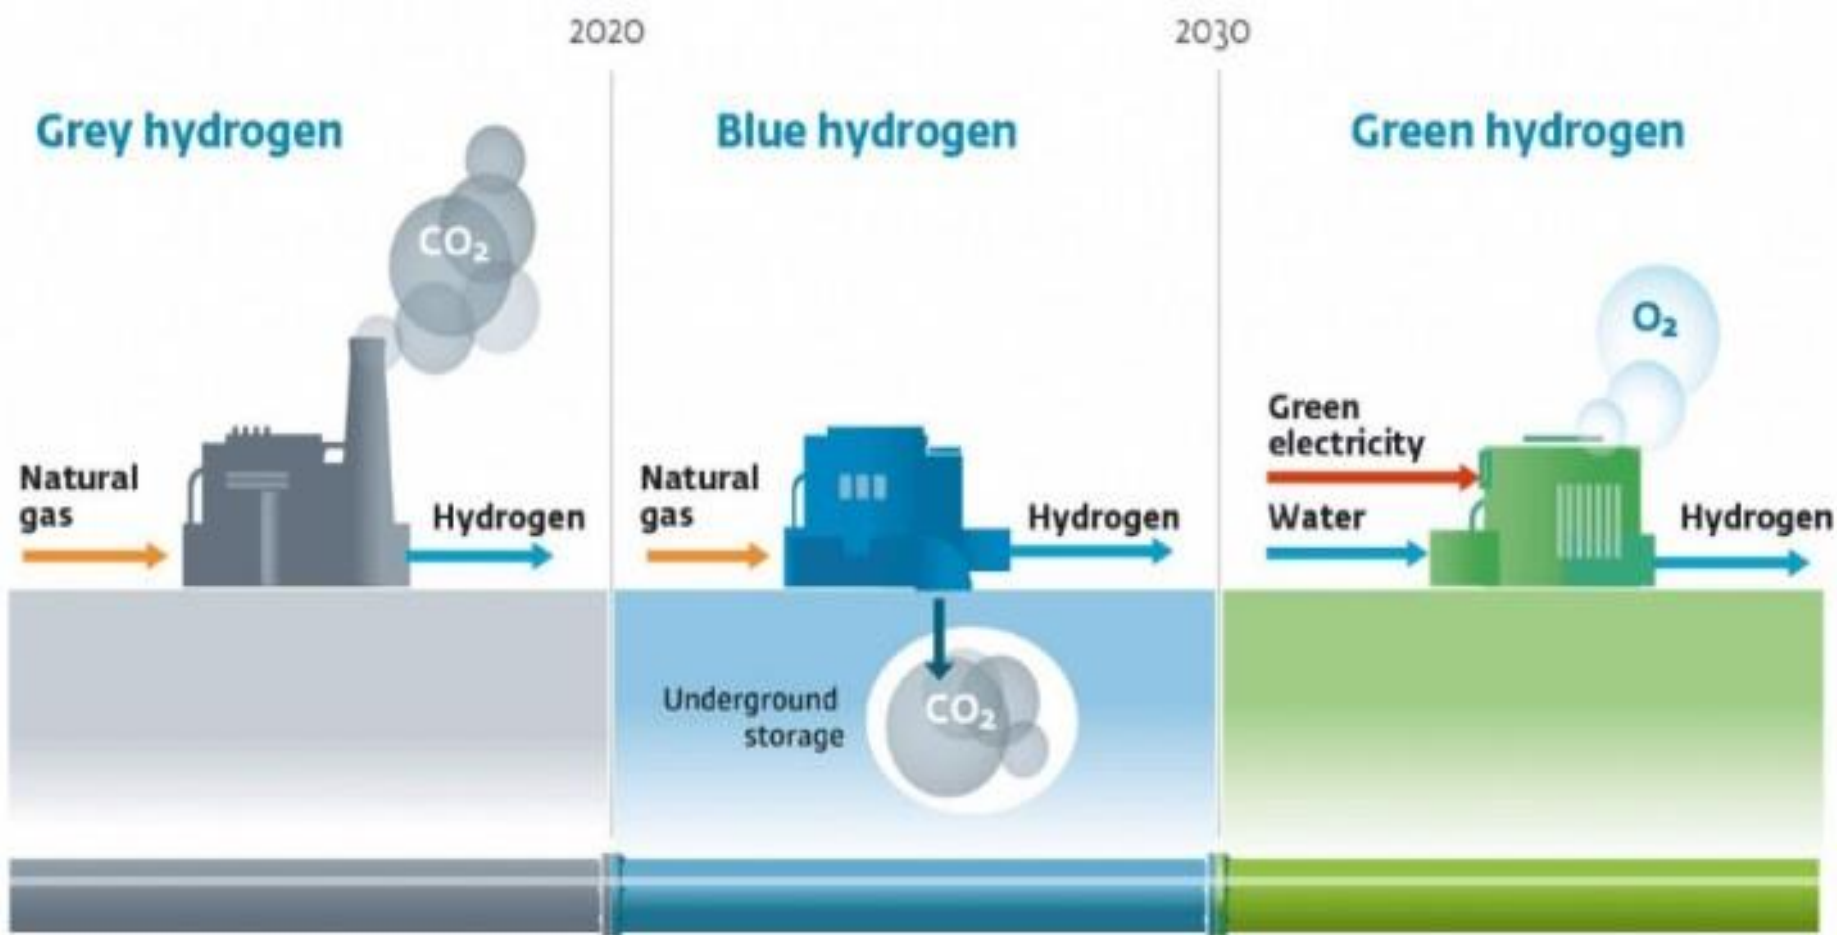 2020
2030
Grey hydrogen
CO₂
Natural
gas
Hydrogen
Blue hydrogen
Natural
gas
Hydrogen
Underground
storage
CO₂
Green hydrogen
O₂
Green
electricity
Water
Hydrogen